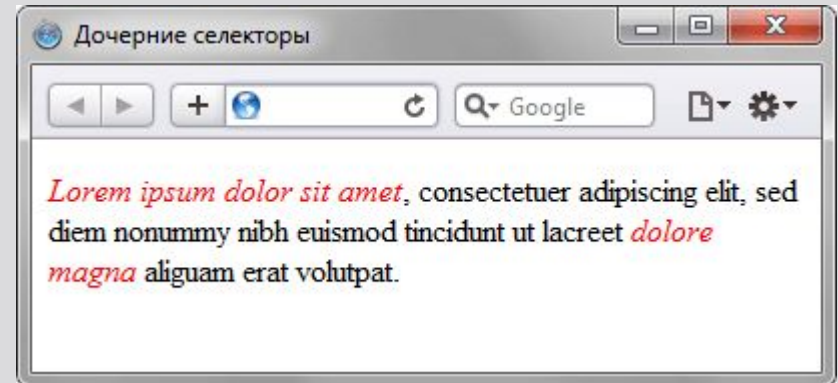 Дочерние селекторы
Google
Lorem ipsum dolor sit amet, consectetuer adipiscing elit, sed
diem nonummy nibh euismod tincidunt ut lacreet dolore
magna aliguam erat volutpat.